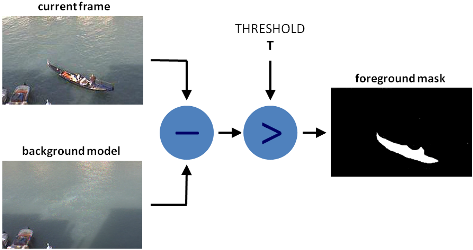 current frame
THRESHOLD
T
foreground mask
−
>
background model